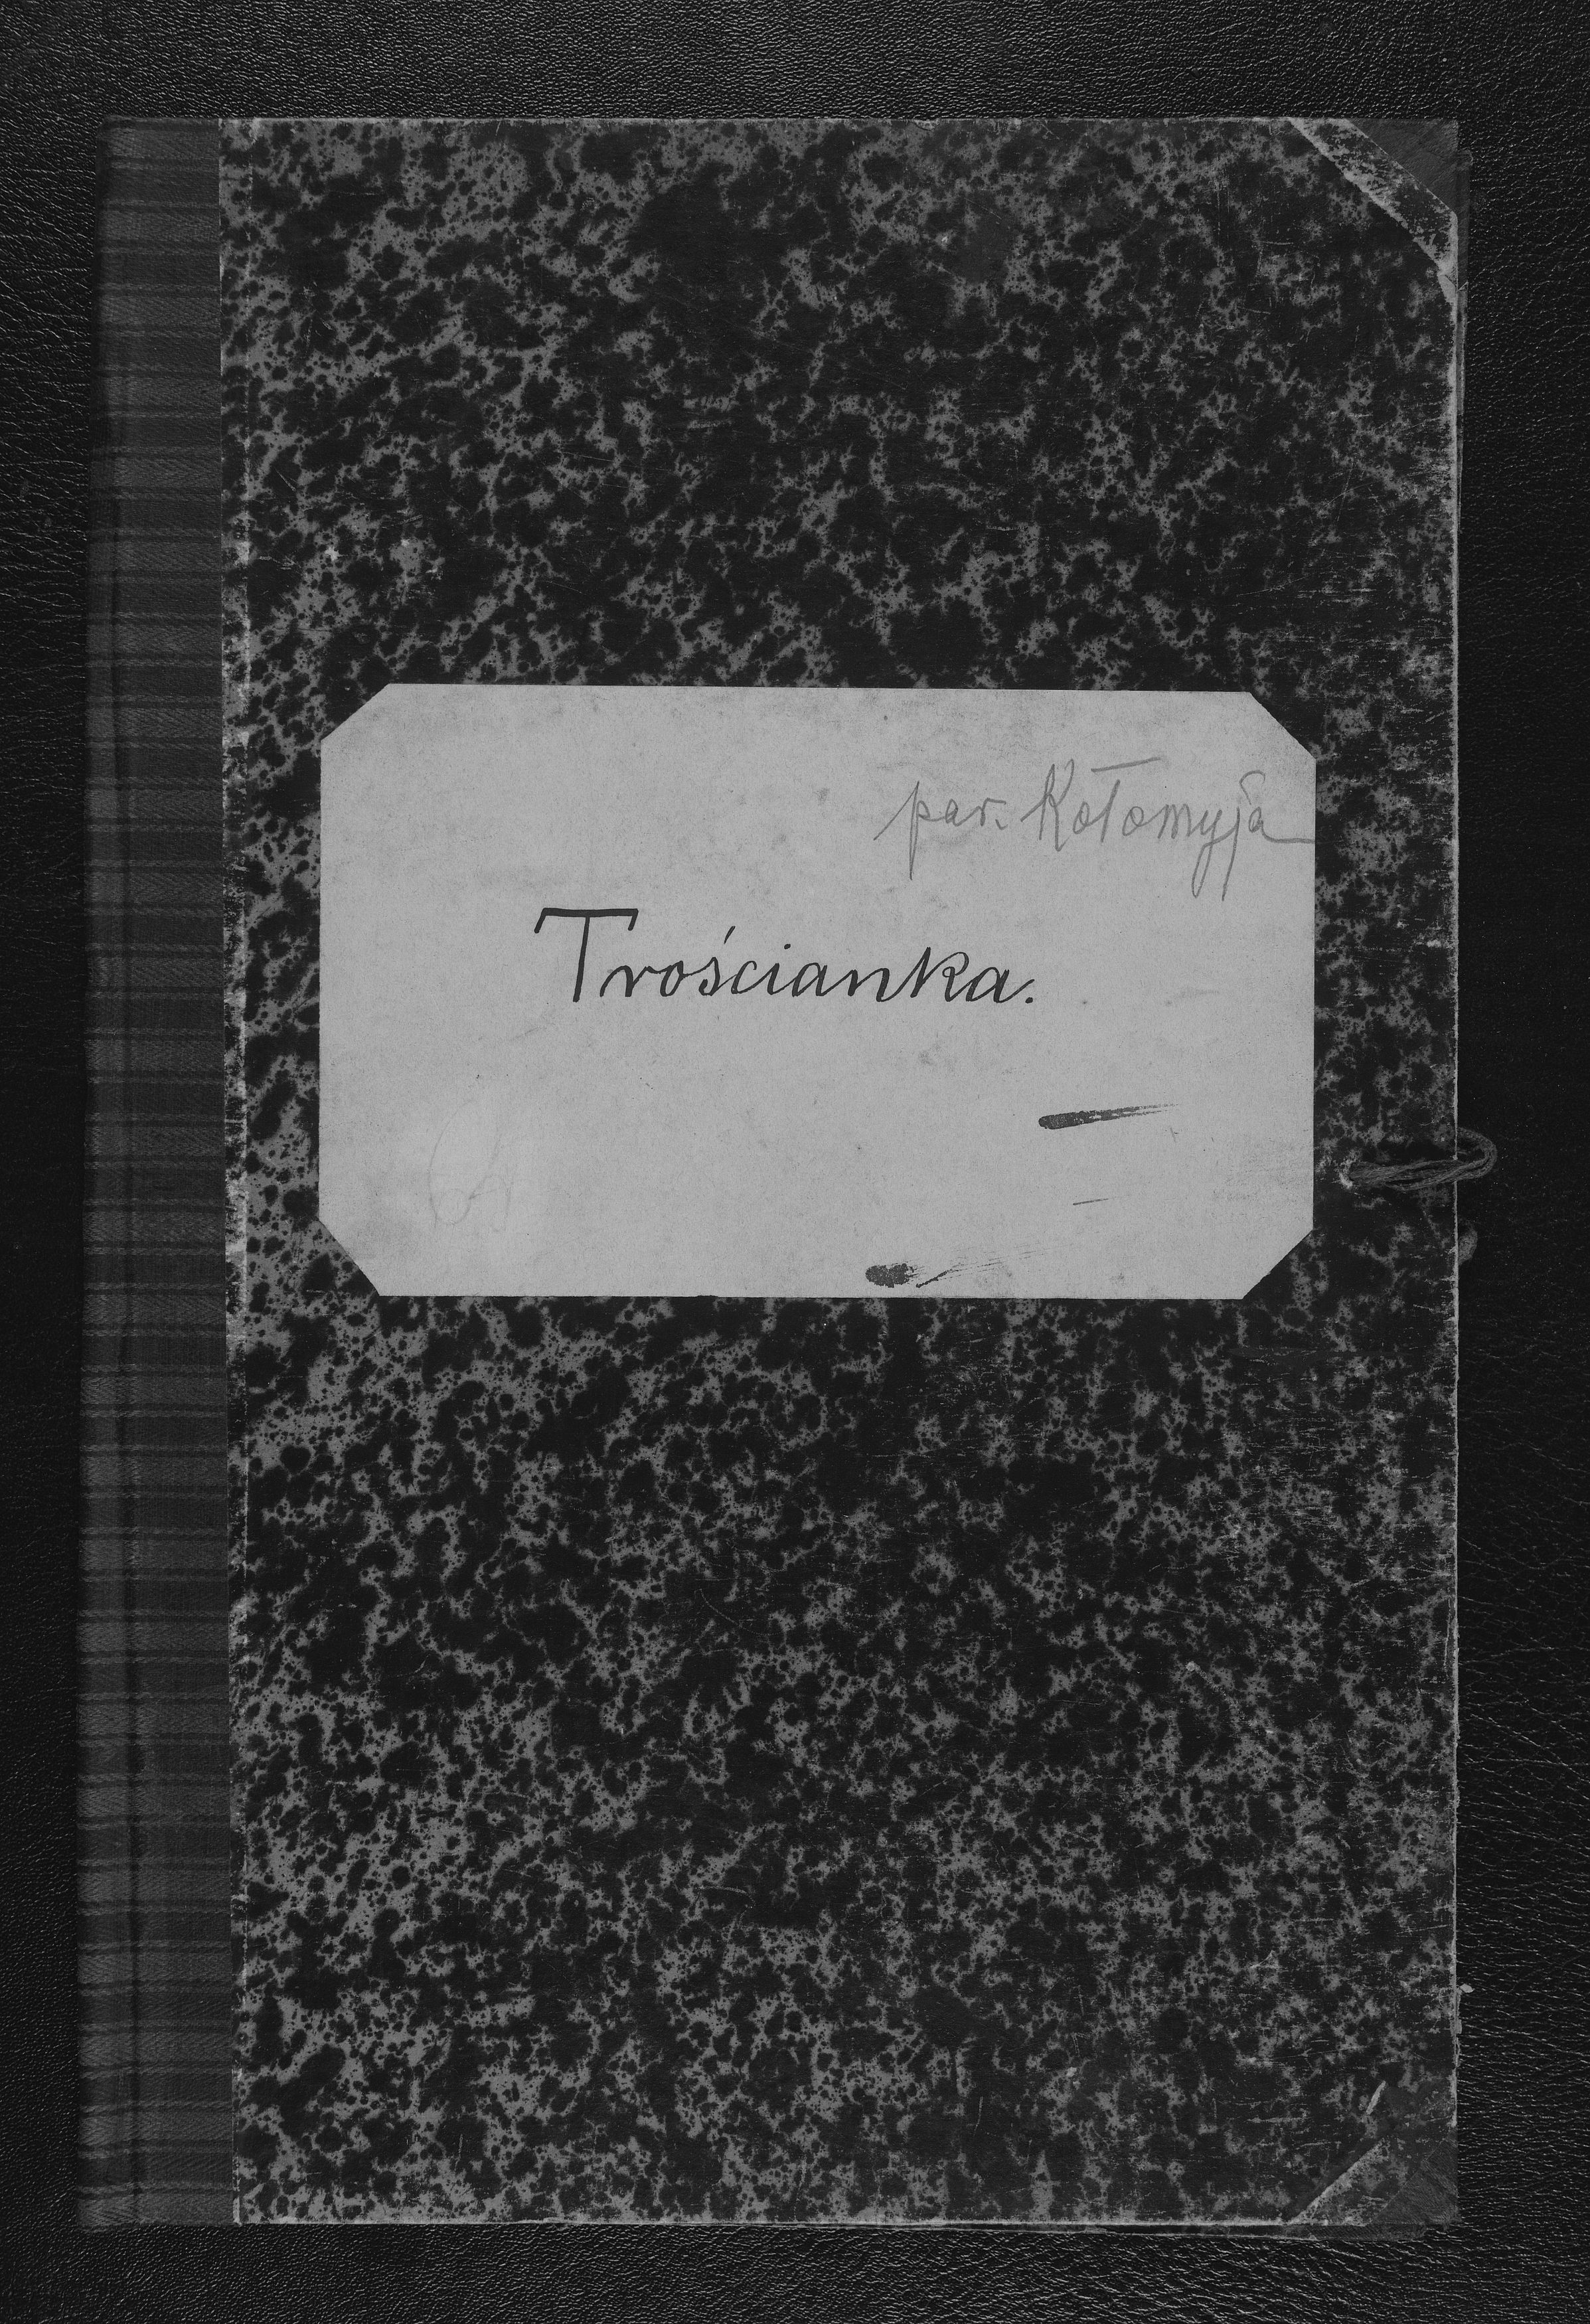 par. Kołomyja
Trościanka.